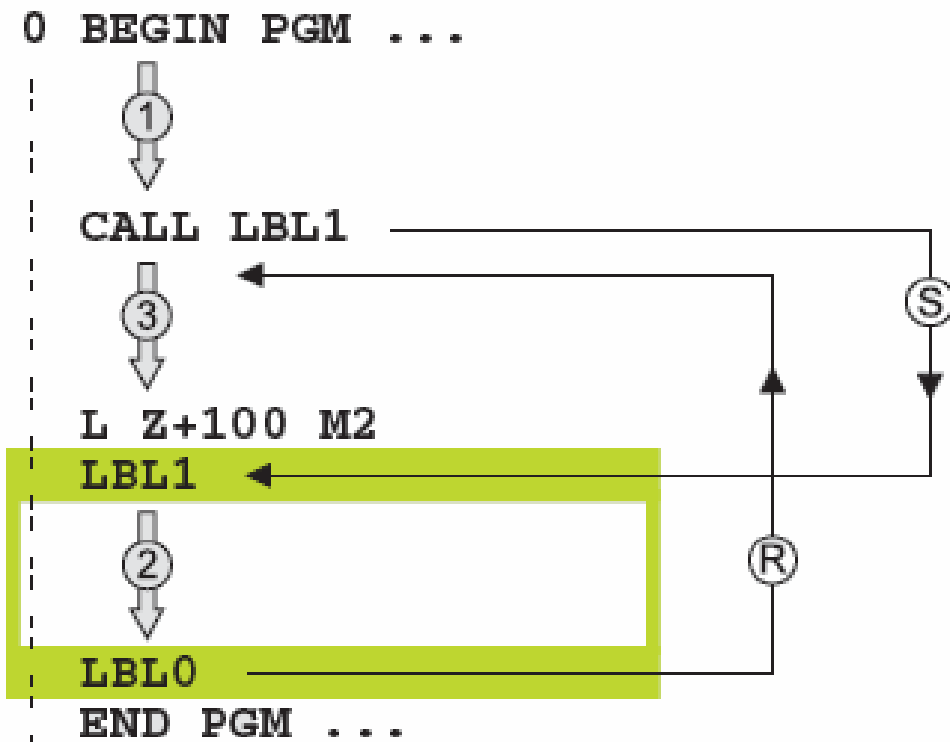 0 BEGIN PGM ...
1
CALL LBL1
3
S
L Z+100 M2
LBL1
2
R
LBL0
END PGM ...